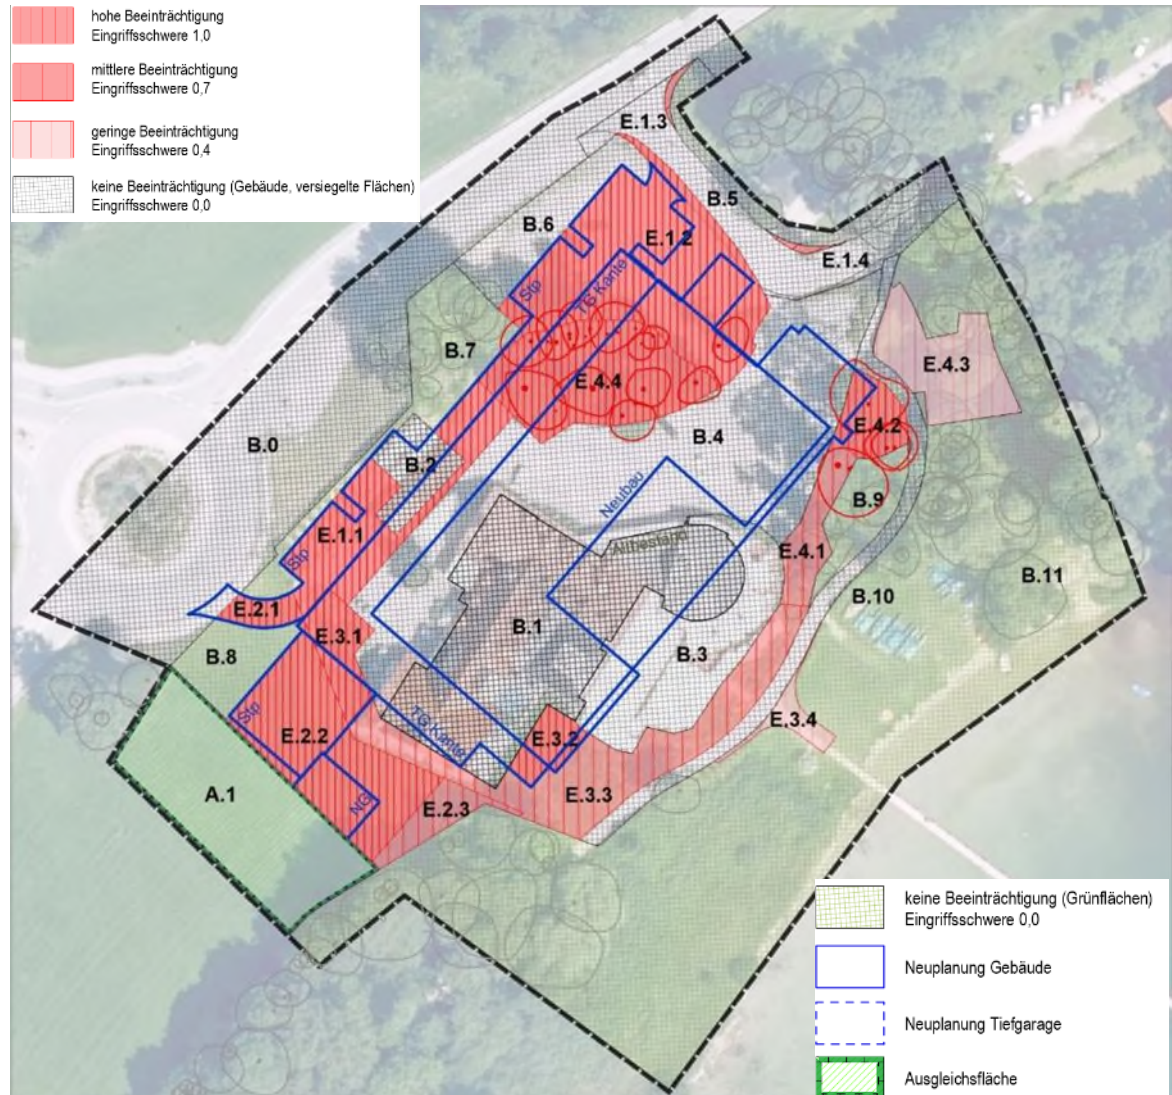 hohe Beeinträchtigung
Eingriffsschwere 1,0
mittlere Beeinträchtigung
Eingriffsschwere 0,7
geringe Beeinträchtigung
Eingriffsschwere 0,4
keine Beeinträchtigung (Gebäude, versiegelte Flächen)
Eingriffsschwere 0,0
E.1.3
B.5
B.6
E.1.2
E.1.4
TG Kante
Stp
B.7
E.4.3
E.4.4
E.4.2
B.4
B.0
B.2
Neubau
B.9
E.1.1
Altbestand
E.4.1
Stp
B.11
B.10
E.2.1
B.1
E.3.1
B.8
B.3
Stp
TG Kante
E.3.4
E.2.2
E.3.2
A.1
NG
E.2.3
E.3.3
keine Beeinträchtigung (Grünflächen)
Eingriffsschwere 0,0
Neuplanung Gebäude
Neuplanung Tiefgarage
Ausgleichsfläche